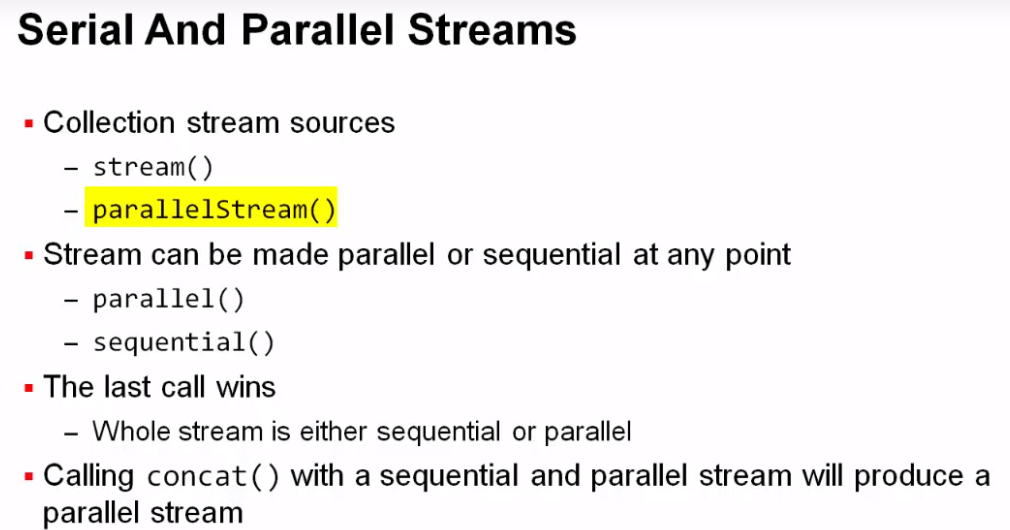 Serial And Parallel Streams
▪ Collection stream sources
– stream()
– parallelStream()
▪ Stream can be made parallel or sequential at any point
– parallel()
– sequential()
▪ The last call wins
– Whole stream is either sequential or parallel
▪ Calling concat() with a sequential and parallel stream will produce a
parallel stream